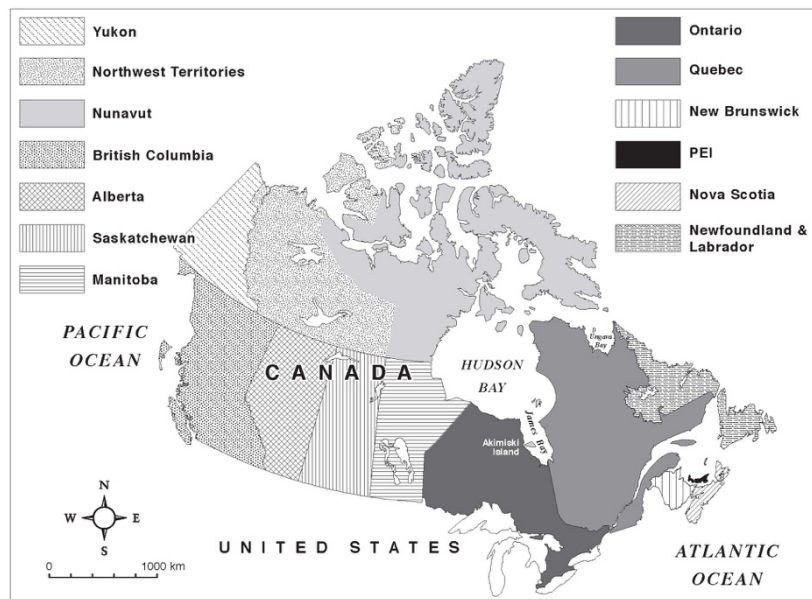 Yukon
Northwest Territories
Nunavut
British Columbia
Alberta
Saskatchewan
Manitoba
Ontario
Quebec
New Brunswick
PEI
Nova Scotia
Newfoundland &
Labrador
PACIFIC
OCEAN
CANADA
HUDSON
BAY
Ungava
Bay
James Bay
Akimiski
Island
N
W E
S
0 1000 km
UNITED STATES
ATLANTIC
OCEAN